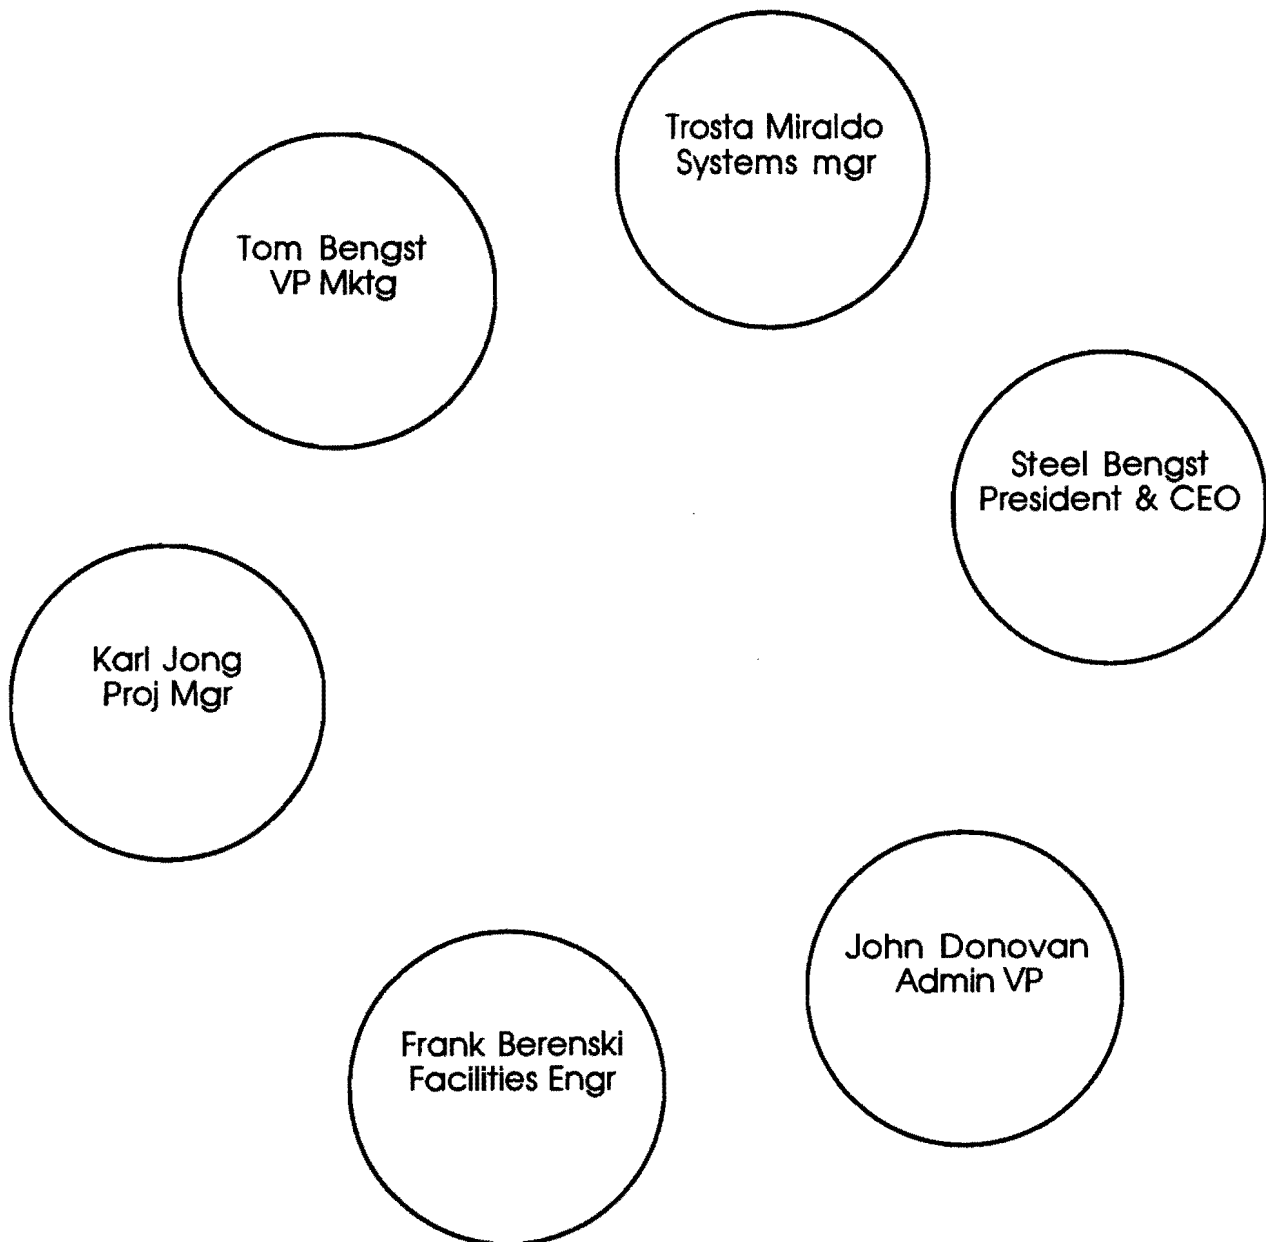 Trosta Miraldo
Systems mgr
Tom Bengst
VP Mktg
Steel Bengst
President & CEO
Karl Jong
Proj Mgr
John Donovan
Admin VP
Frank Berenski
Facilities Engr